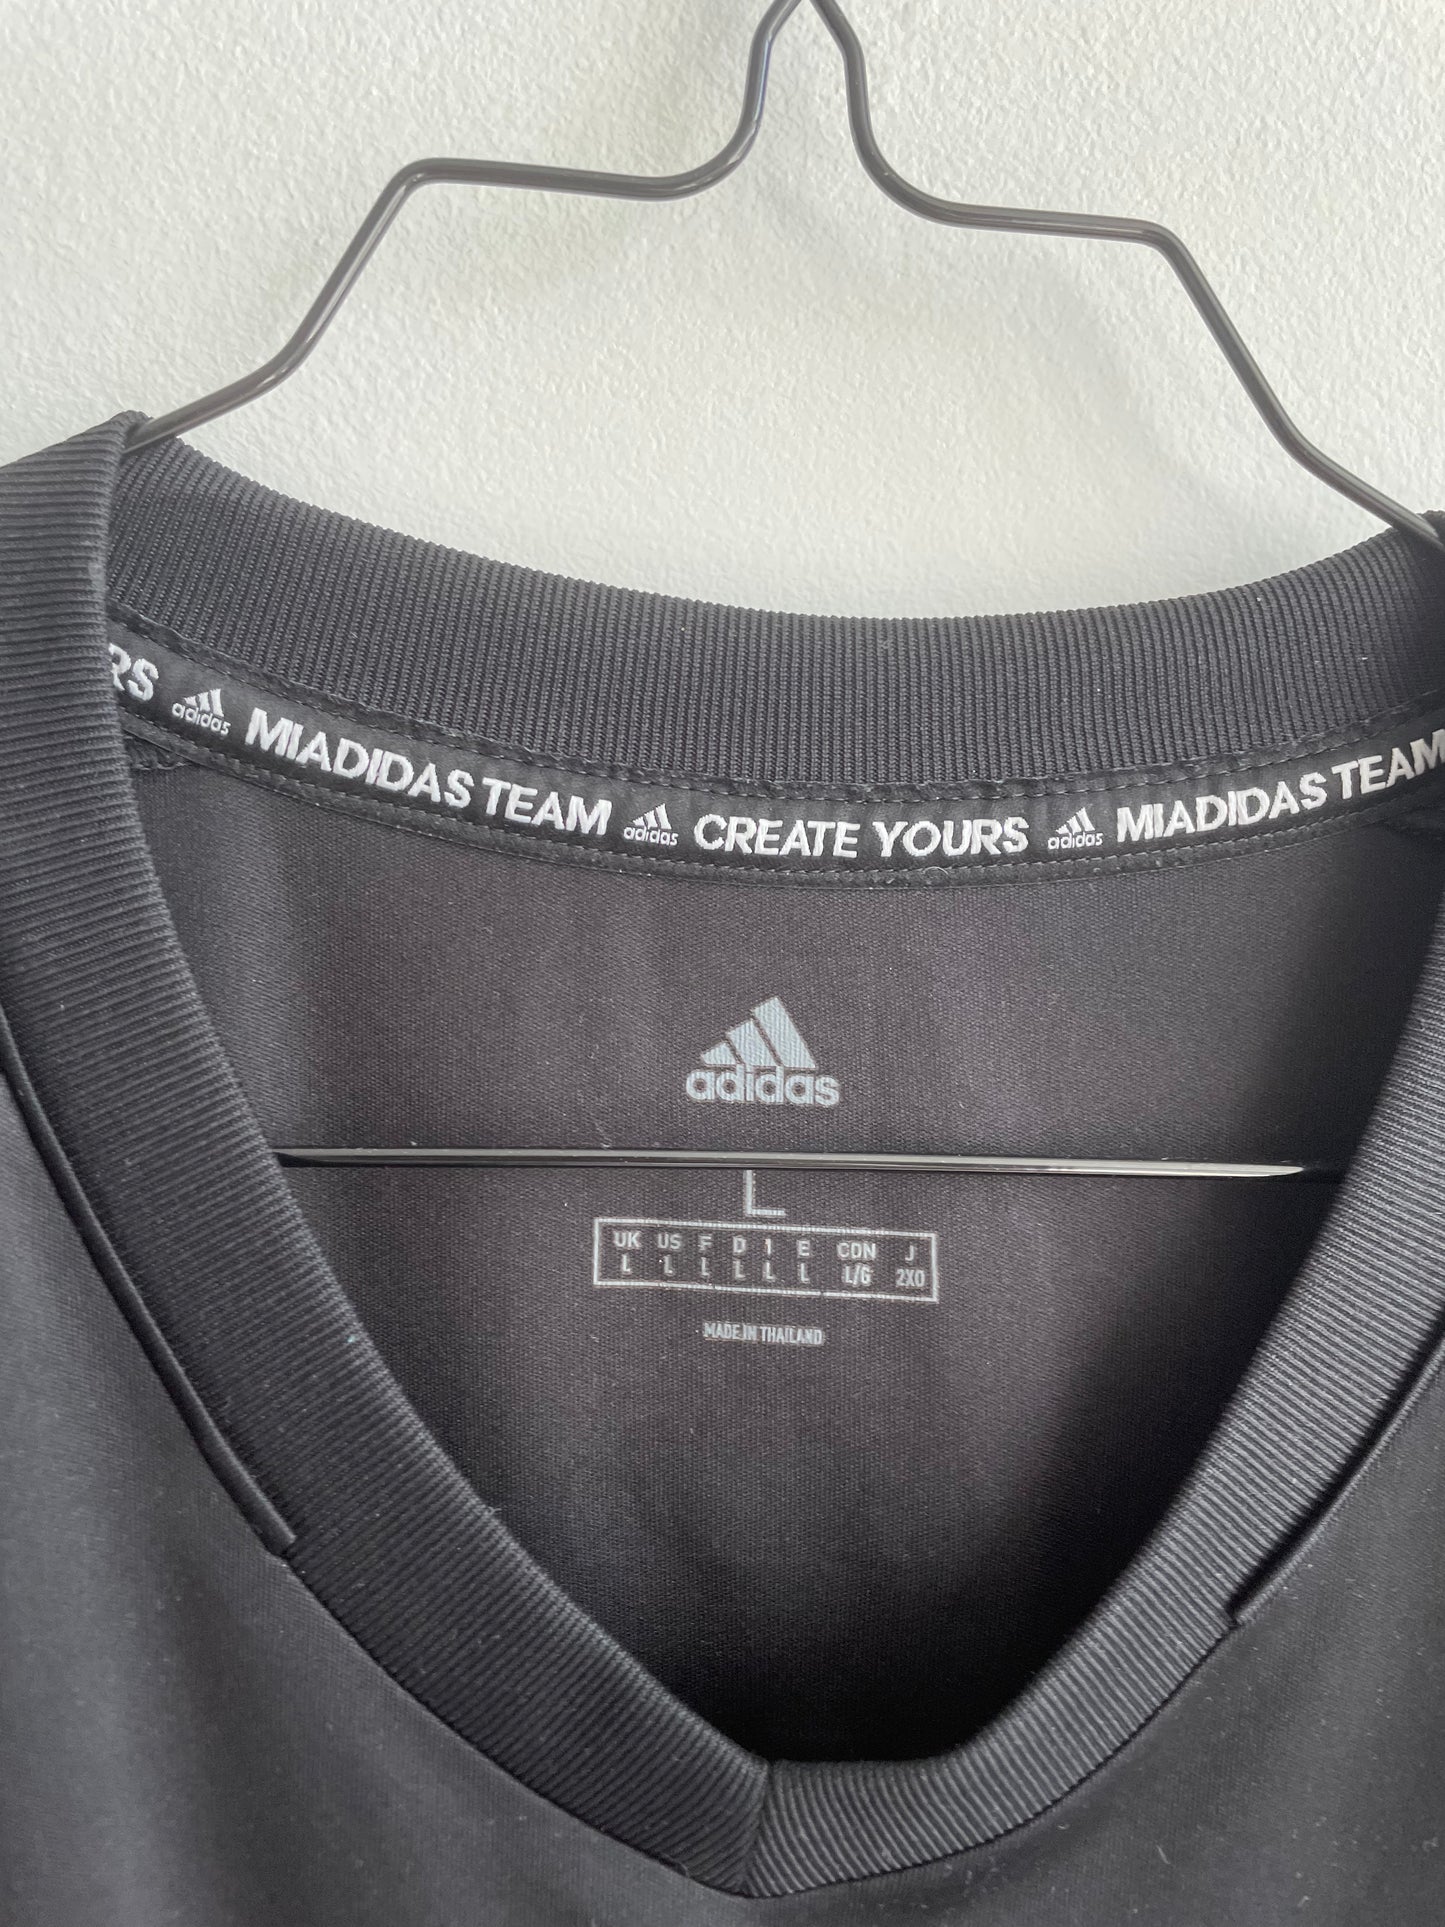 RS adidas MIADIDAS TEAM adidas CREATE YOURS adidas MIADIDAS TEAM
adidas
L
UK US F D I E CDN J
L L L L L L L/G 2XO
MADE IN THAILAND